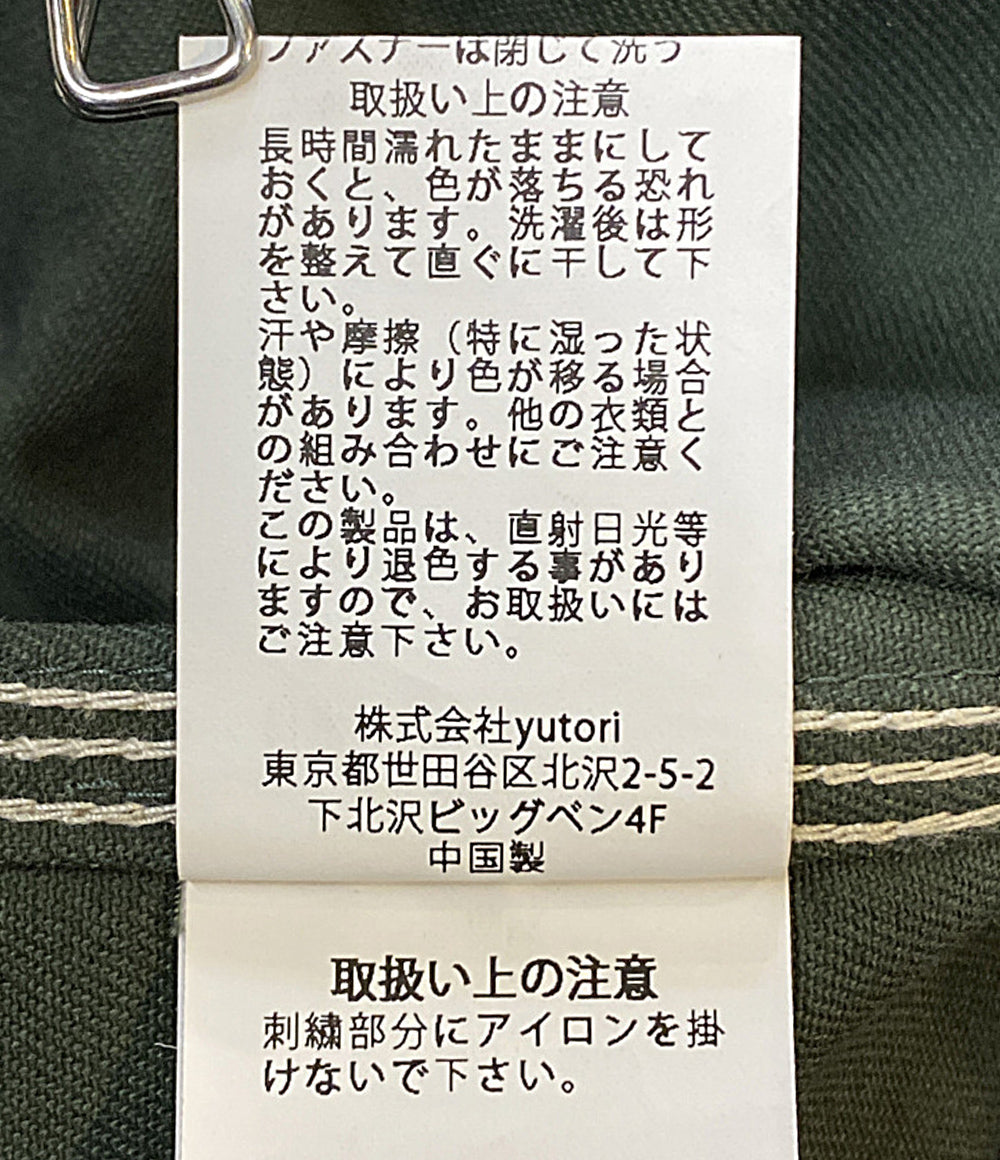 ファスナーは閉じて洗う
取扱い上の注意
長時間濡れたままにして
おくと、色が落ちる恐れ
があります。洗濯後は形
を整えて直ぐに干して下
さい。
汗や摩擦（特に湿った状
態）により色が移る場合
があります。他の衣類と
の組み合わせにご注意く
ださい。
この製品は、直射日光等
により退色する事があり
ますので、お取扱いには
ご注意下さい。
株式会社yutori
東京都世田谷区北沢2-5-2
下北沢ビッグベン4F
中国製
取扱い上の注意
刺繍部分にアイロンを掛
けないで下さい。